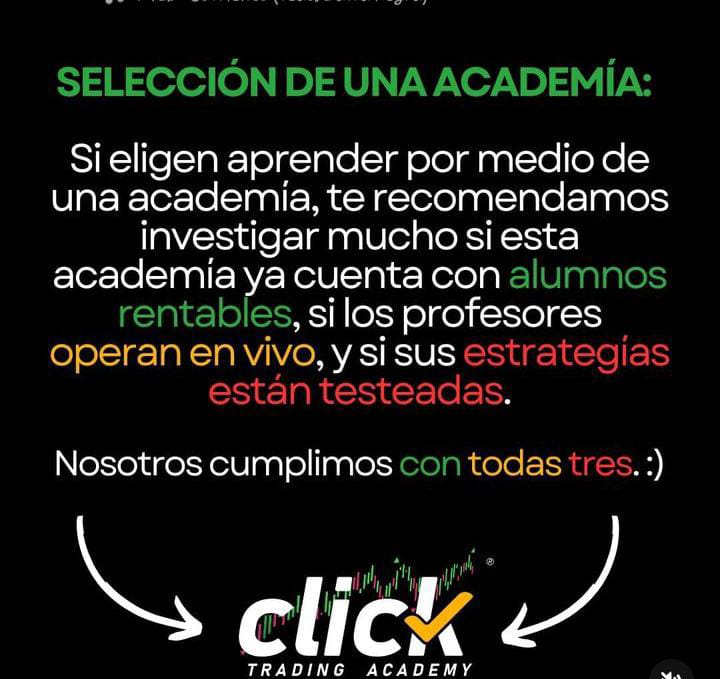 SELECCIÓN DE UNA ACADEMÍA:
Si eligen aprender por medio de
una academía, te recomendamos
investigar mucho si esta
academía ya cuenta con alumnos
rentables, si los profesores
operan en vivo, y si sus estrategías
están testeadas.
Nosotros cumplimos con todas tres. :)
click ®
TRADING ACADEMY